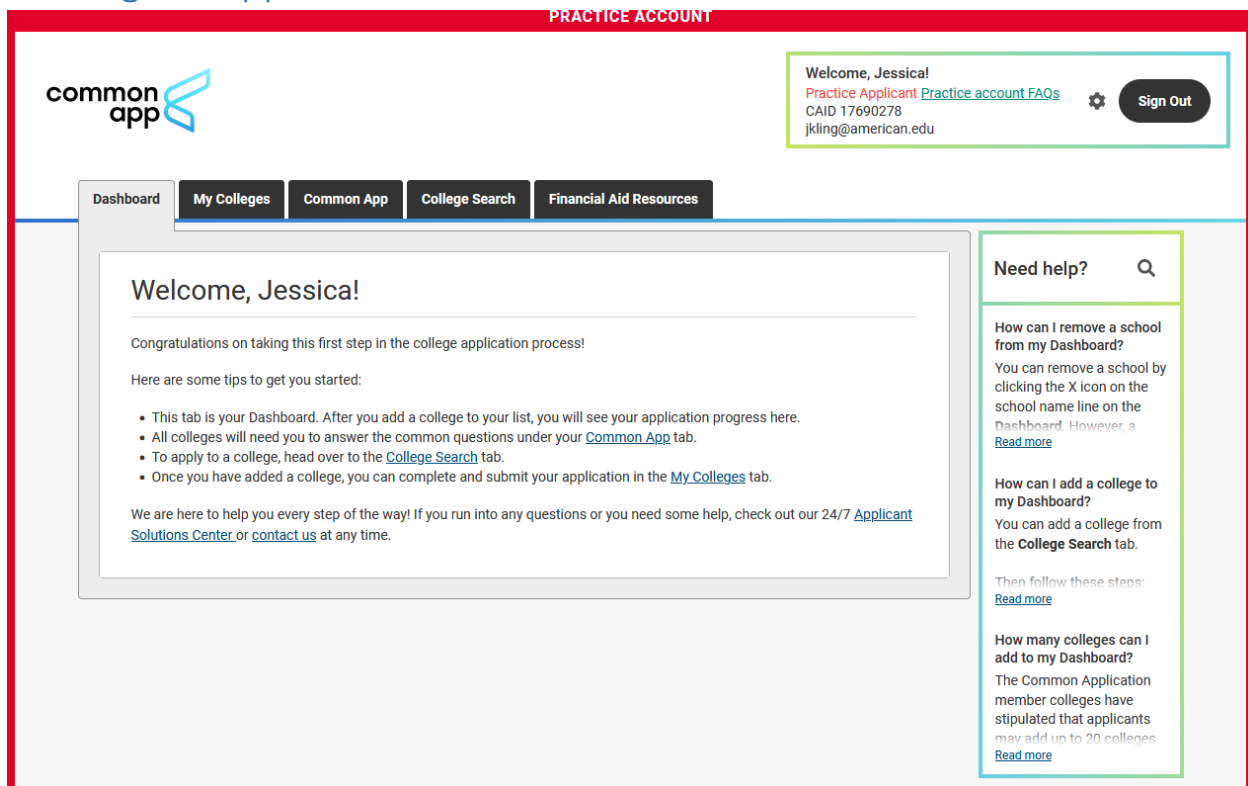 PRACTICE ACCOUNT
common
app
Welcome, Jessica!
Practice Applicant Practice account FAQs
CAID 17690278
jkling@american.edu
Sign Out
Dashboard
My Colleges
Common App
College Search
Financial Aid Resources
Welcome, Jessica!
Congratulations on taking this first step in the college application process!
Here are some tips to get you started:
• This tab is your Dashboard. After you add a college to your list, you will see your application progress here.
• All colleges will need you to answer the common questions under your Common App tab.
• To apply to a college, head over to the College Search tab.
• Once you have added a college, you can complete and submit your application in the My Colleges tab.
We are here to help you every step of the way! If you run into any questions or you need some help, check out our 24/7 Applicant
Solutions Center or contact us at any time.
Need help?
How can I remove a school
from my Dashboard?
You can remove a school by
clicking the X icon on the
school name line on the
Dashboard. However, a
Read more
How can I add a college to
my Dashboard?
You can add a college from
the College Search tab.
Then follow these steps:
Read more
How many colleges can I
add to my Dashboard?
The Common Application
member colleges have
stipulated that applicants
may add up to 20 colleges.
Read more